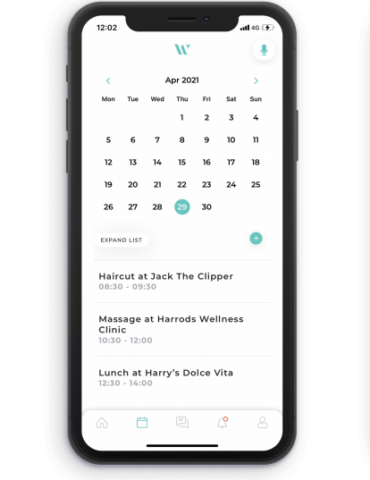 12:02
4G
Apr 2021
Mon Tue Wed Thu Fri Sat Sun
1 2 3 4
5 6 7 8 9 10 11
12 13 14 15 16 17 18
19 20 21 22 23 24 25
26 27 28 29 30
EXPAND LIST
Haircut at Jack The Clipper
08:30 - 09:30
Massage at Harrods Wellness
Clinic
10:30 - 12:00
Lunch at Harry's Dolce Vita
12:30 - 14:00